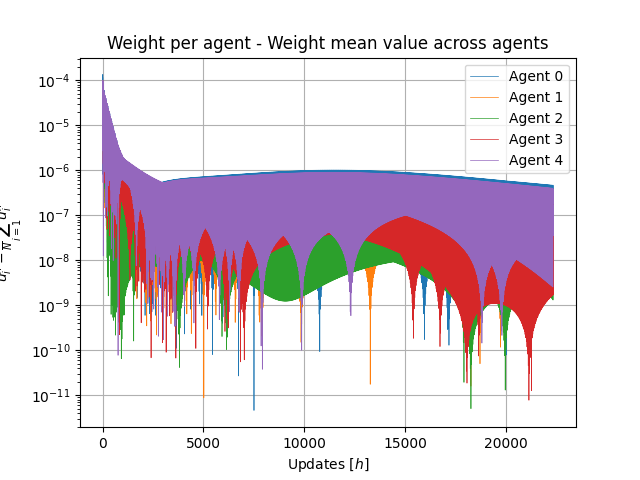 Weight per agent - Weight mean value across agents
10⁻⁴
10⁻⁵
10⁻⁶
10⁻⁷
10⁻⁸
10⁻⁹
10⁻¹⁰
10⁻¹¹
Agent 0
Agent 1
Agent 2
Agent 3
Agent 4
0
5000
10000
15000
20000
Updates [h]